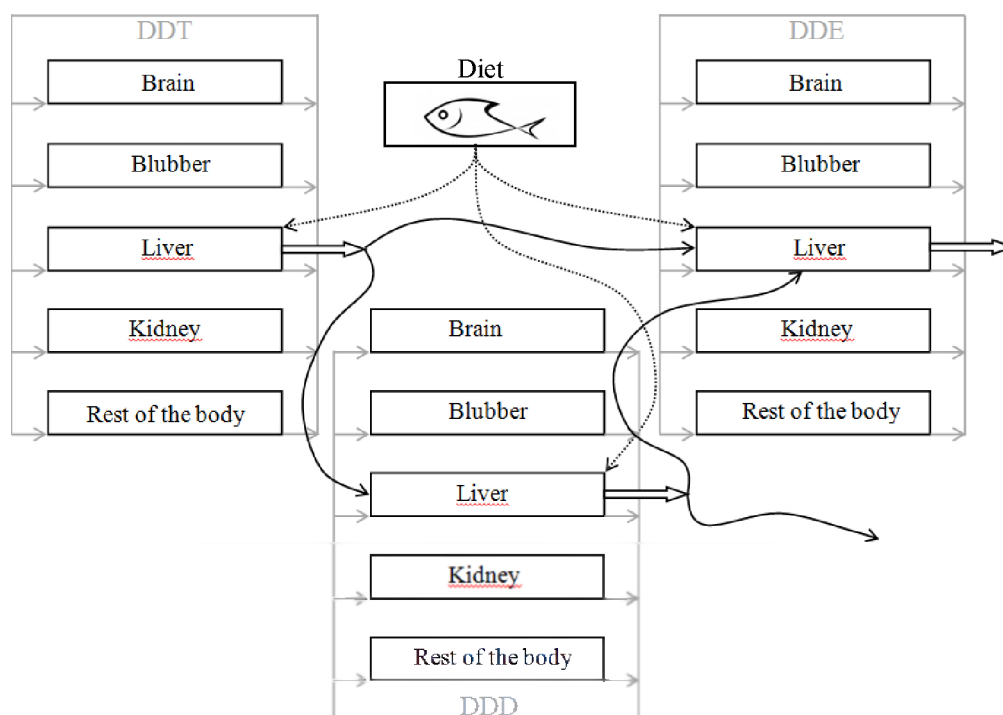 DDT
Brain
Blubber
Liver
Kidney
Rest of the body
Diet
DDE
Brain
Blubber
Liver
Kidney
Rest of the body
Brain
Blubber
Liver
Kidney
Rest of the body
DDD